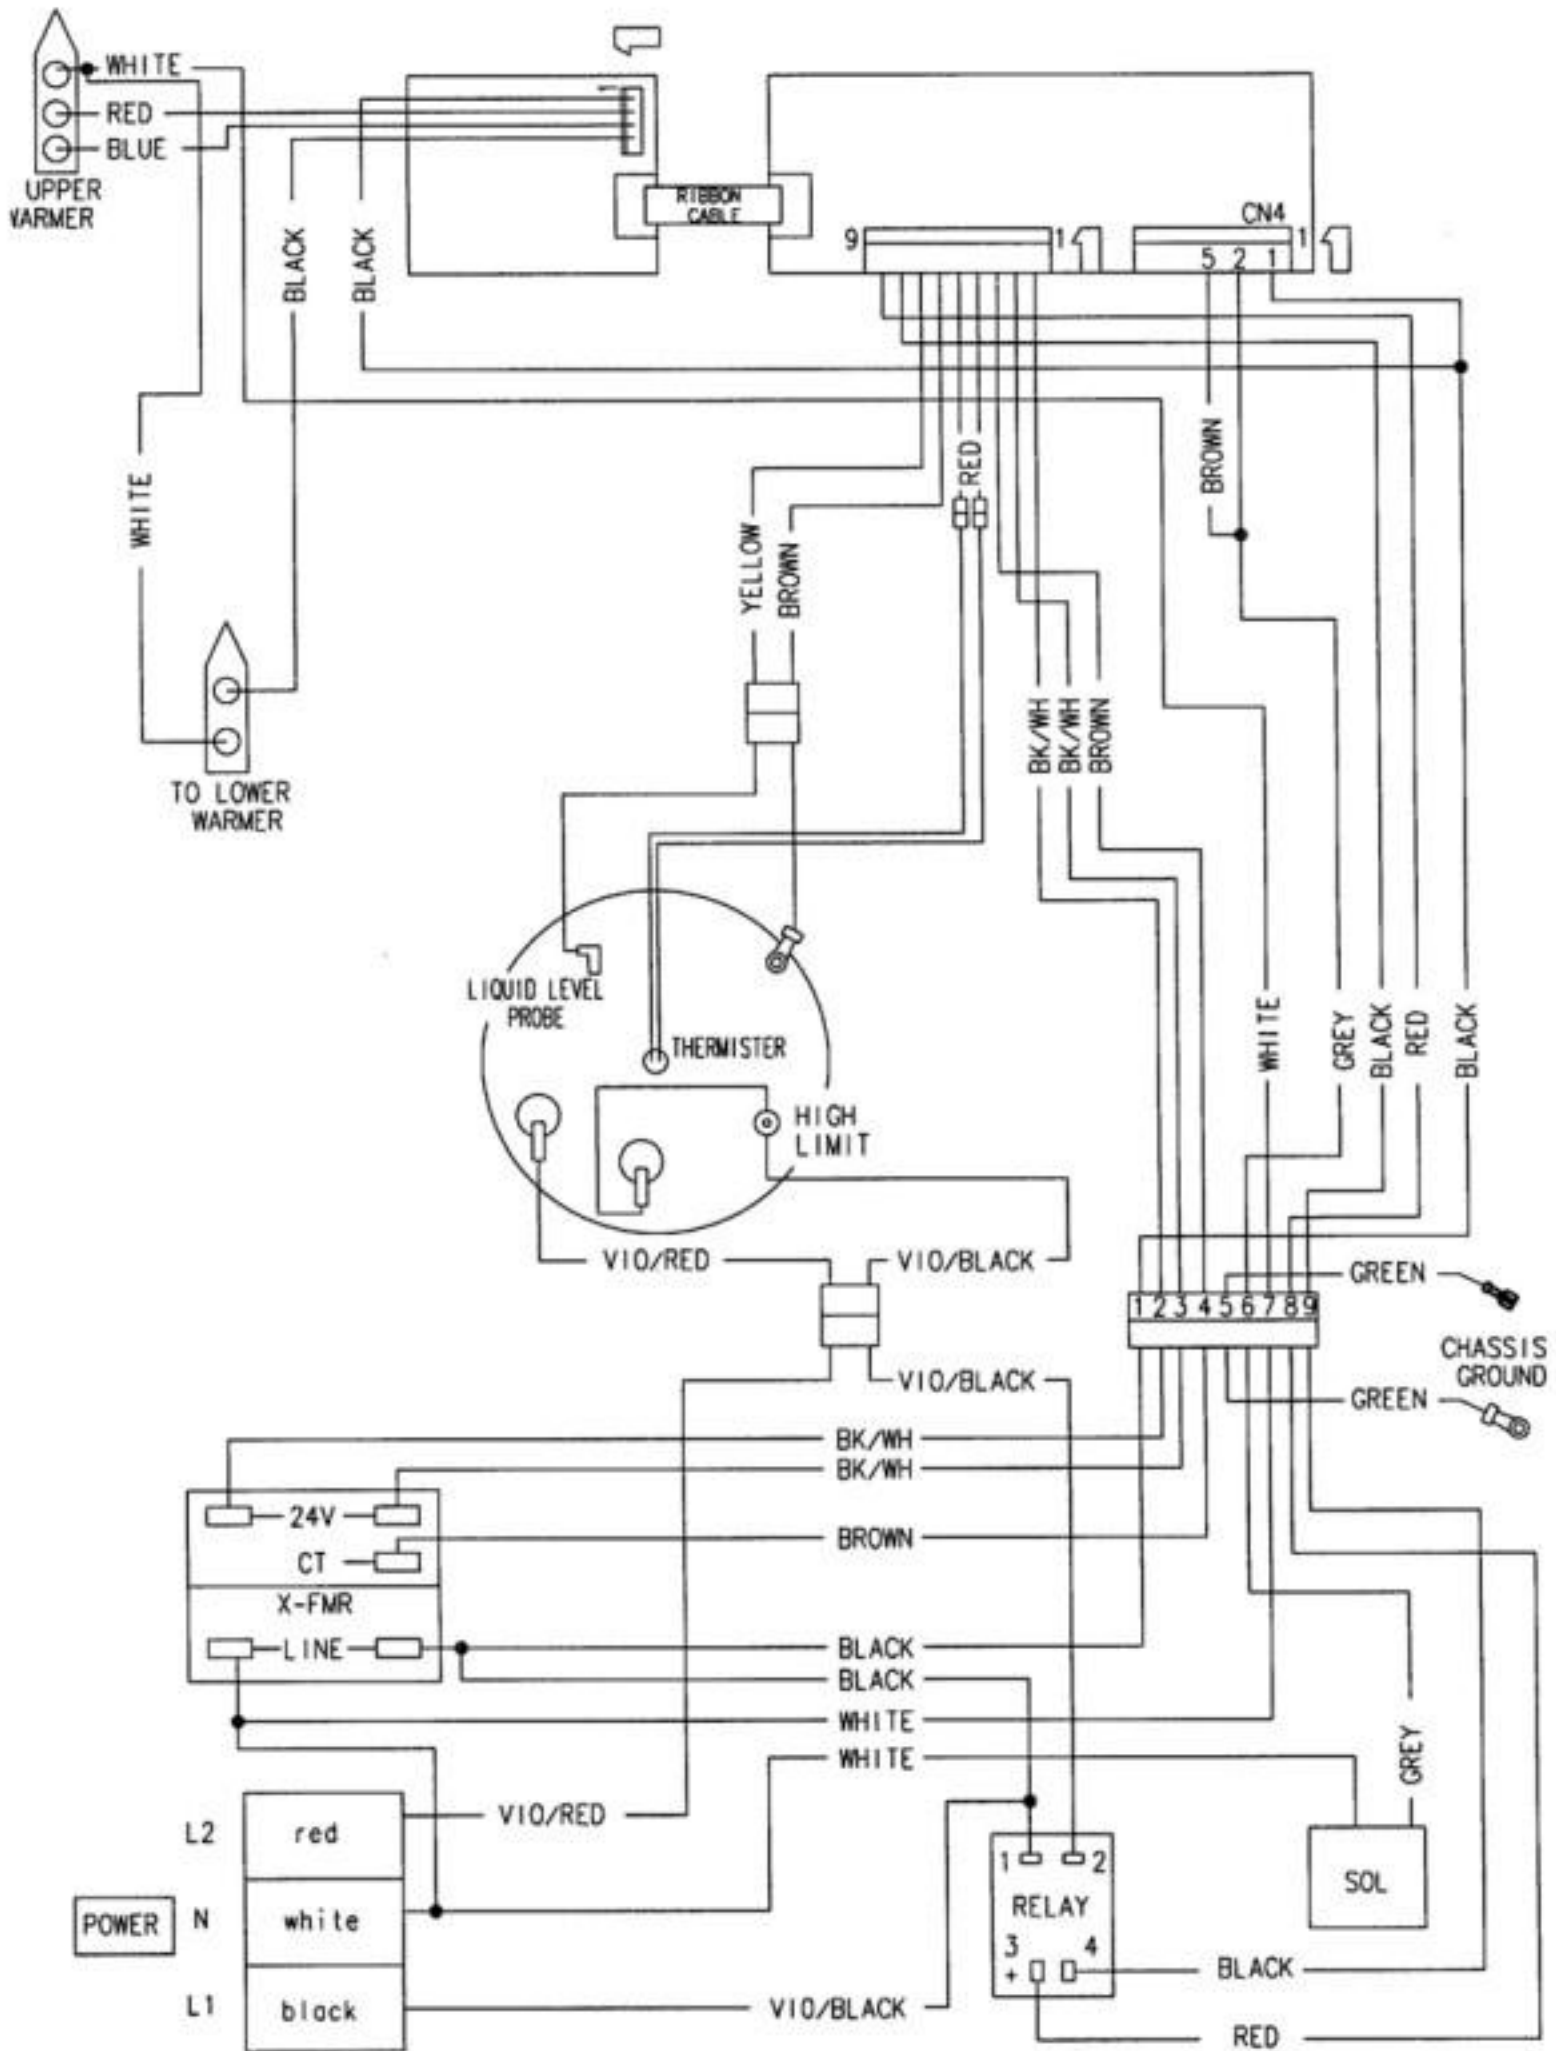 WHITE
RED
BLUE
UPPER
WARMER
RIBBON
CABLE
CN4
9 1 1
5 2 1
BLACK
BLACK
BROWN
RED
WHITE
YELLOW
BROWN
BK/WH
BK/WH
BROWN
TO LOWER
WARMER
LIQUID LEVEL
PROBE
THERMISTER
WHITE
GREY
BLACK
RED
BLACK
HIGH
LIMIT
VIO/RED
VIO/BLACK
GREEN
1 2 3 4 5 6 7 8 9
CHASSIS
GROUND
VIO/BLACK
GREEN
BK/WH
BK/WH
24V
BROWN
CT
X-FMR
LINE
BLACK
BLACK
WHITE
WHITE
GREY
VIO/RED
L2 red
1 2
SOL
RELAY
POWER N white
3 4
+
BLACK
L1 black
VIO/BLACK
RED